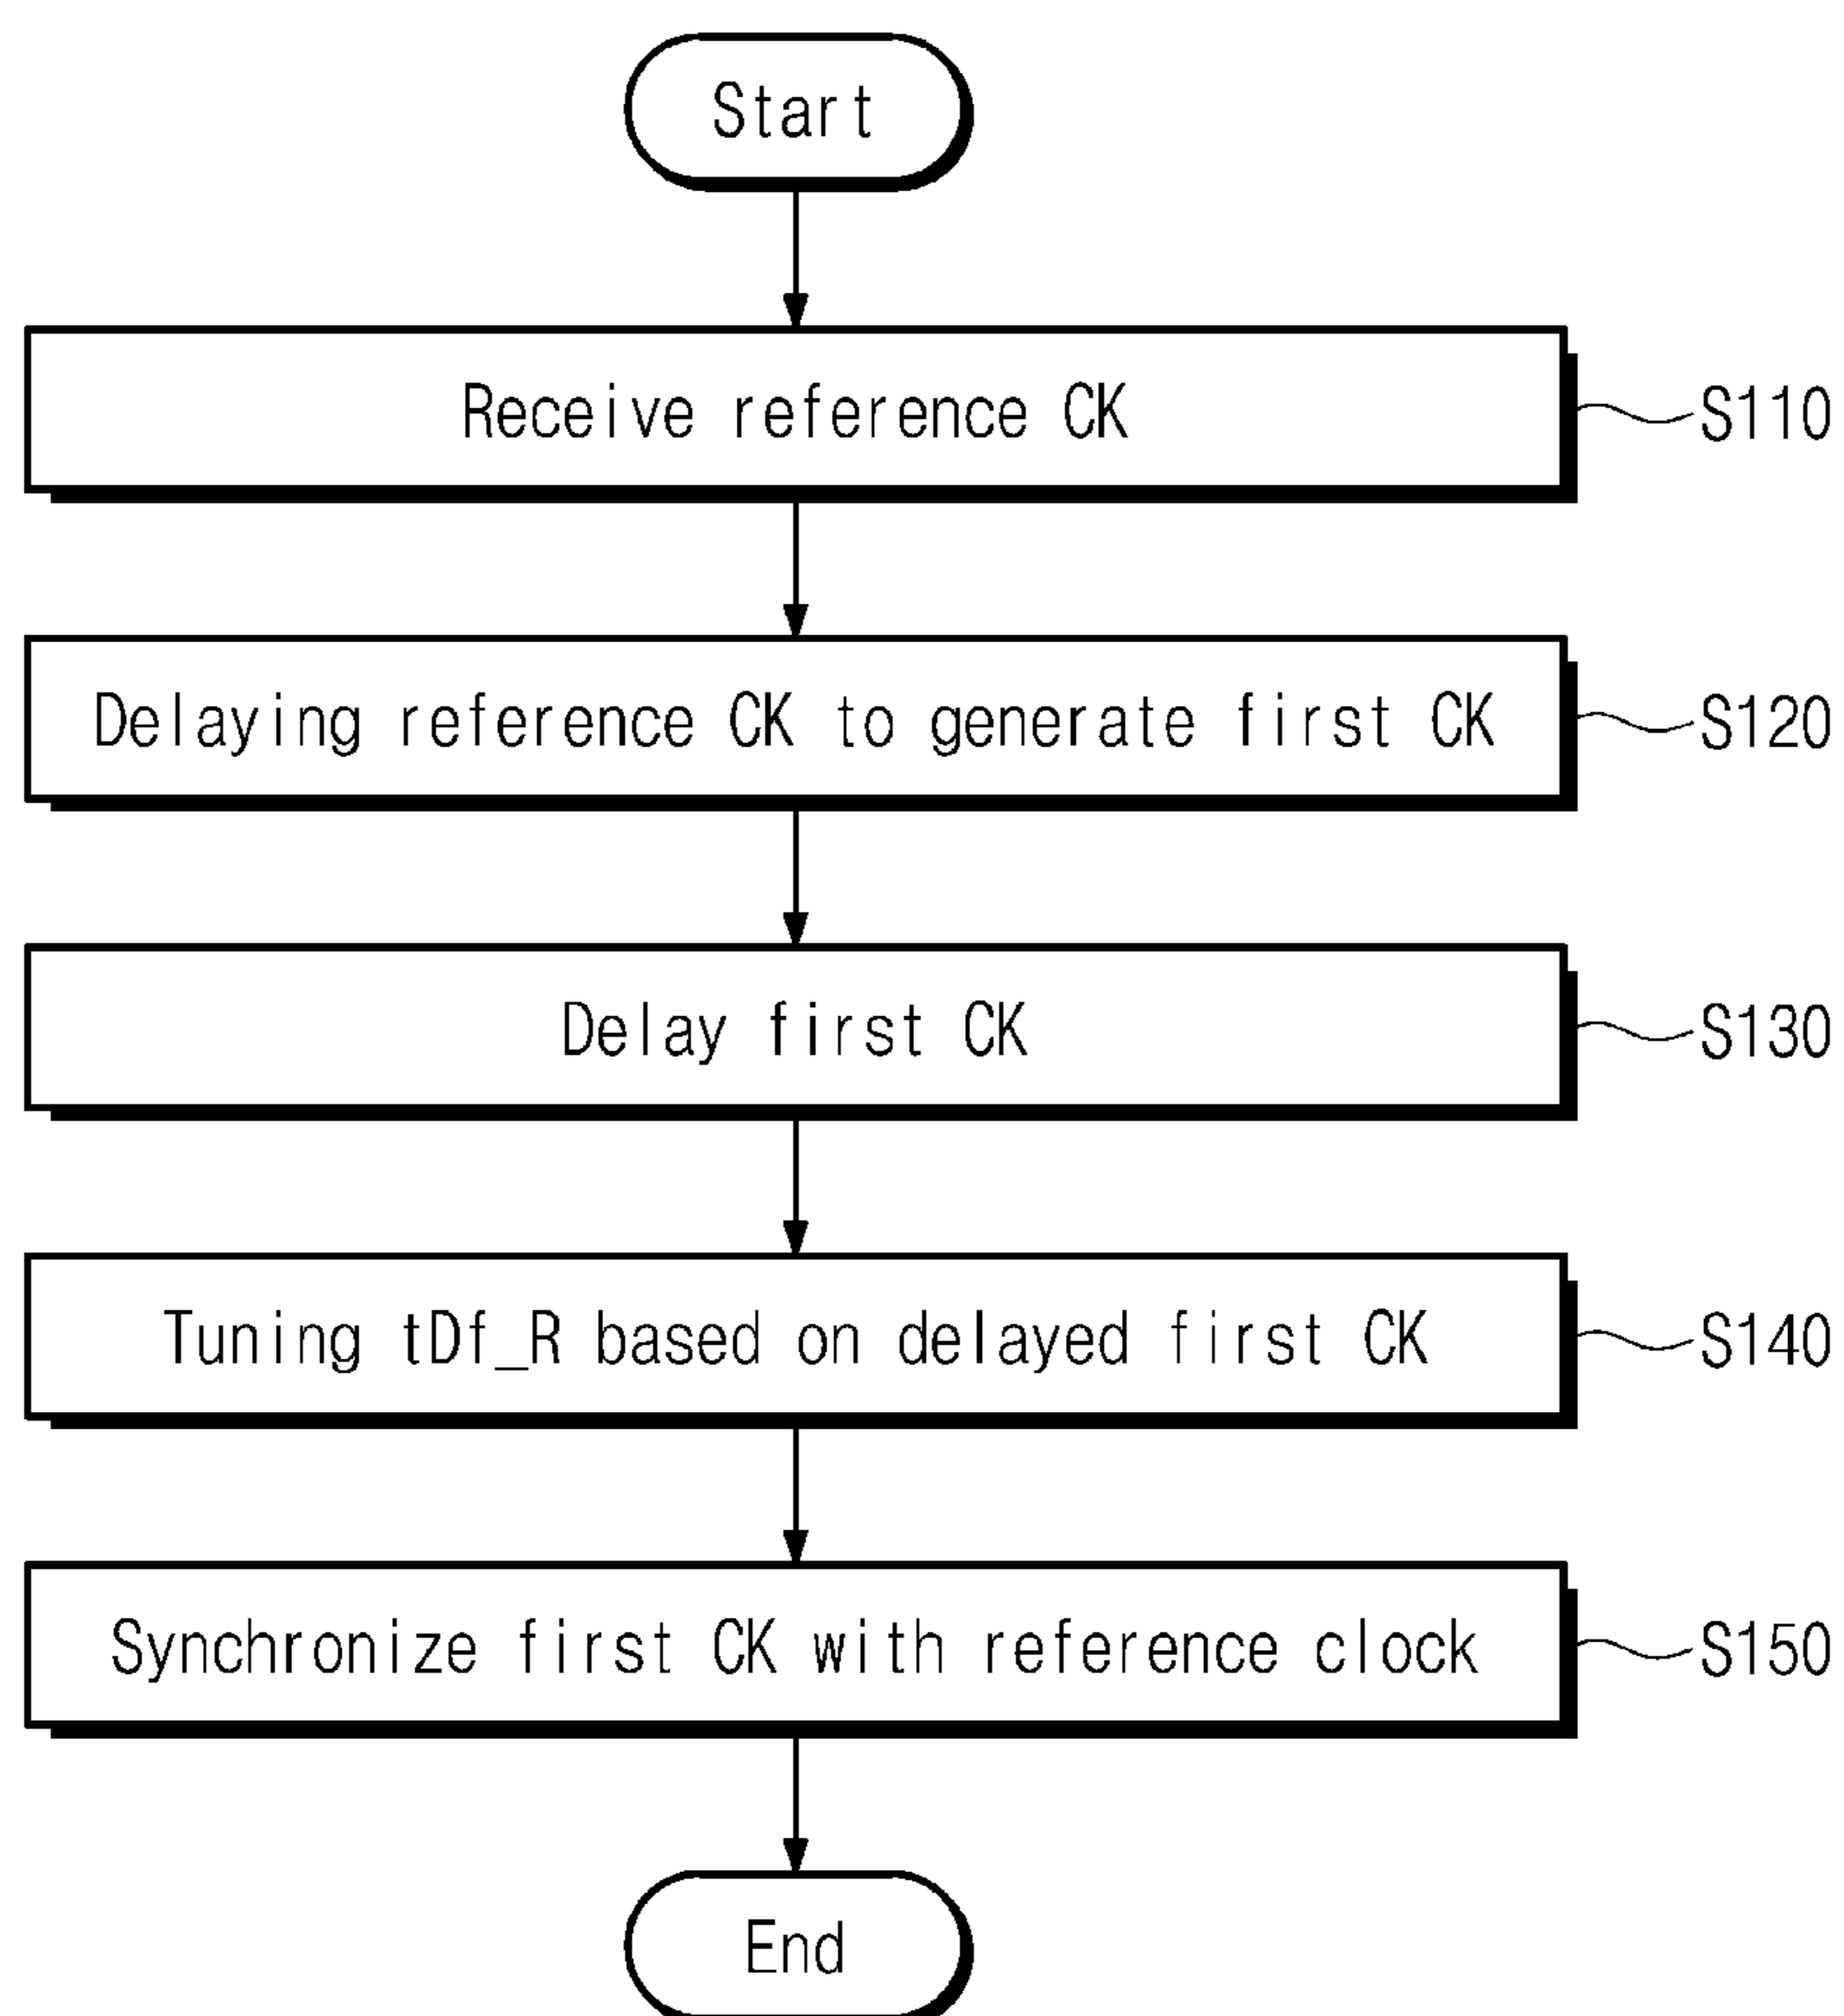 Start
Receive reference CK
S110
Delaying reference CK to generate first CK
S120
Delay first CK
S130
Tuning tDf_R based on delayed first CK
S140
Synchronize first CK with reference clock
S150
End